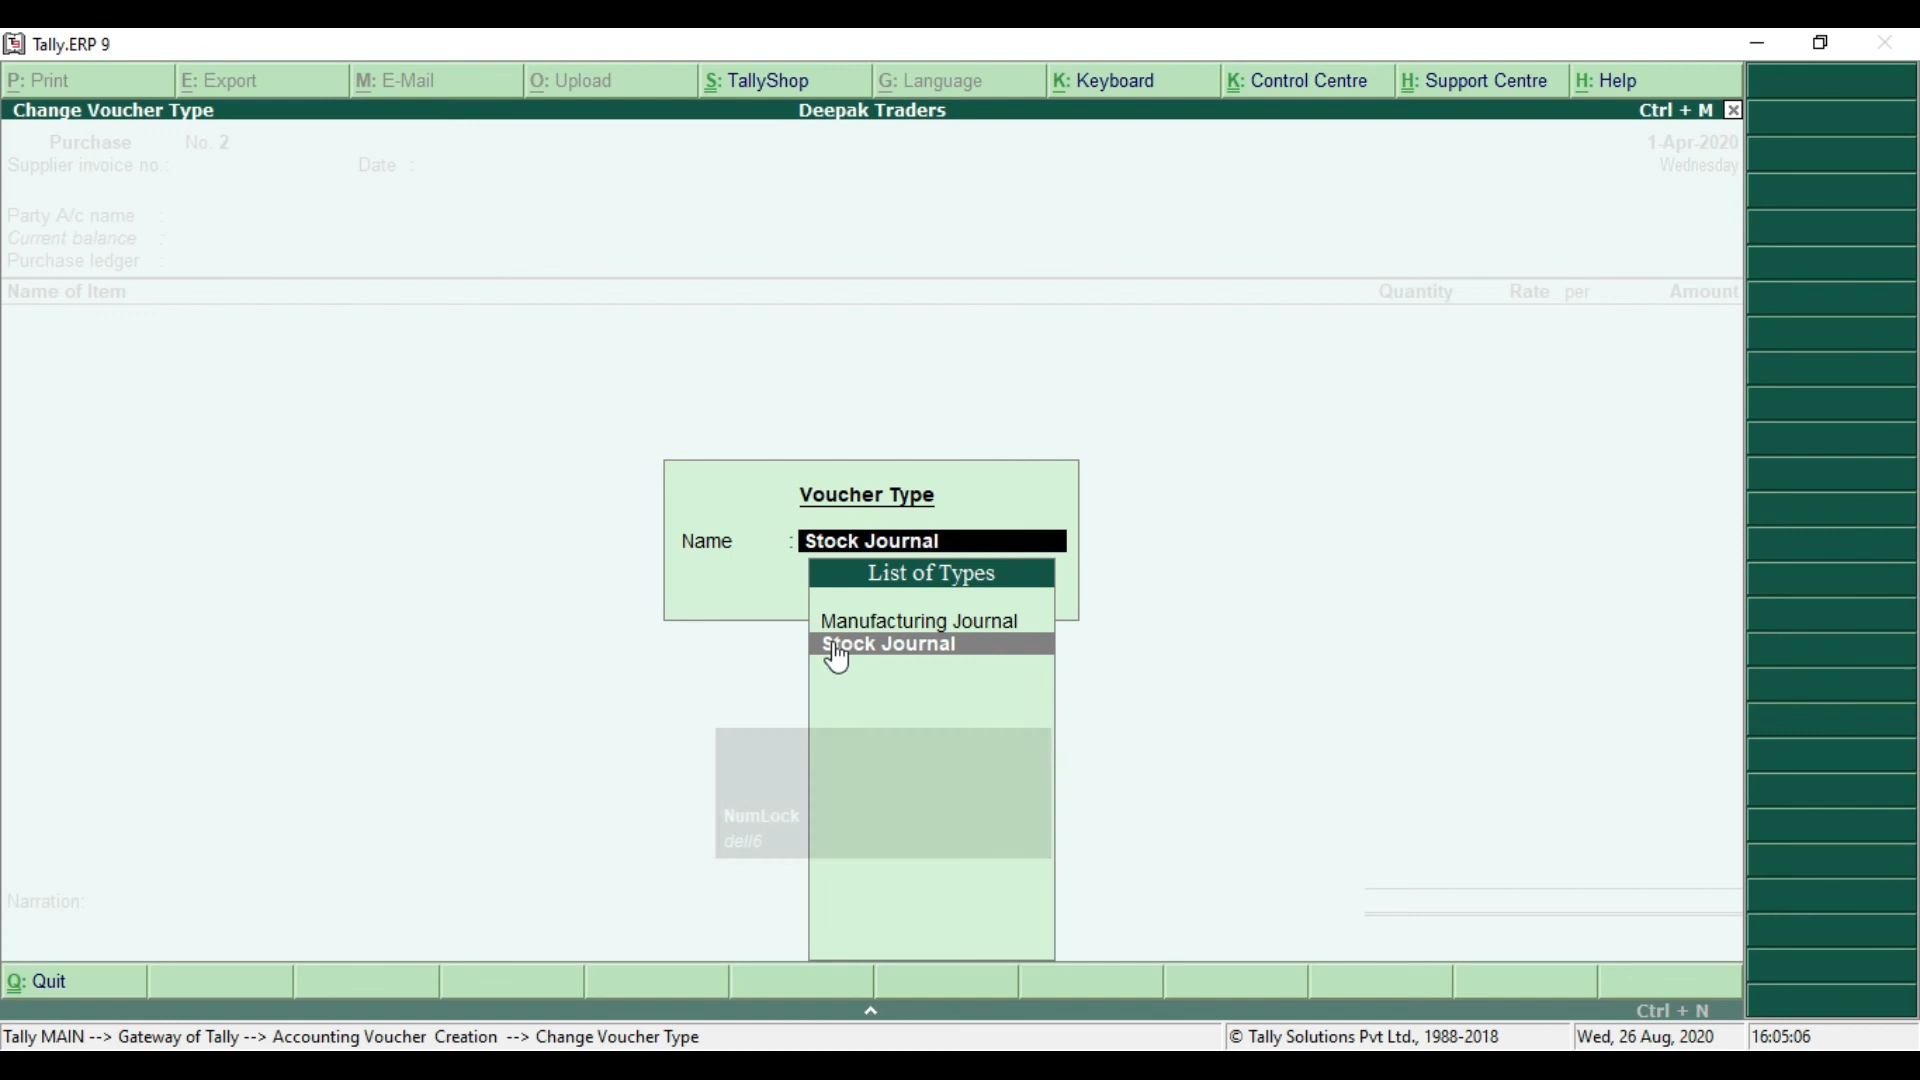 Tally.ERP 9
P: Print E: Export M: E-Mail O: Upload S: TallyShop G: Language K: Keyboard K: Control Centre H: Support Centre H: Help
Change Voucher Type Deepak Traders Ctrl + M
Purchase No. 2 1-Apr-2020
Supplier invoice no.: Date : Wednesday
Party A/c name :
Current balance :
Purchase ledger :
Name of Item Quantity Rate per Amount
Voucher Type
Name : Stock Journal
List of Types
Manufacturing Journal
Stock Journal
NumLock
dell6
Narration:
Q: Quit
Ctrl + N
Tally MAIN --> Gateway of Tally --> Accounting Voucher Creation --> Change Voucher Type © Tally Solutions Pvt Ltd., 1988-2018 Wed, 26 Aug, 2020 16:05:06